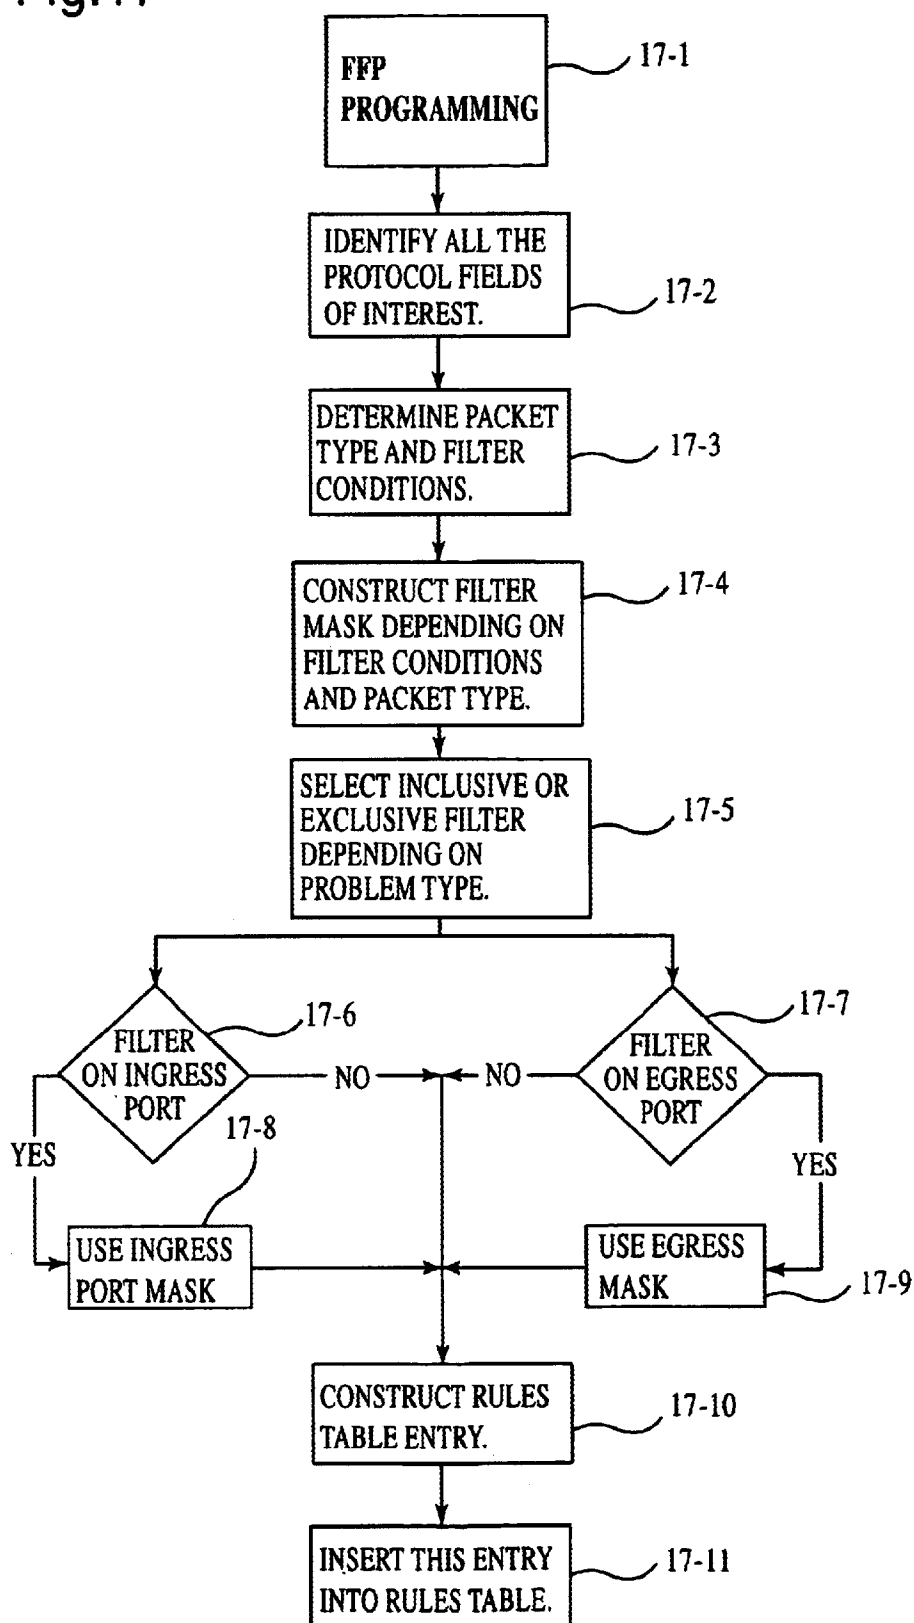 Fig.17
FFP
PROGRAMMING
17-1
IDENTIFY ALL THE
PROTOCOL FIELDS
OF INTEREST.
17-2
DETERMINE PACKET
TYPE AND FILTER
CONDITIONS.
17-3
CONSTRUCT FILTER
MASK DEPENDING ON
FILTER CONDITIONS
AND PACKET TYPE.
17-4
SELECT INCLUSIVE OR
EXCLUSIVE FILTER
DEPENDING ON
PROBLEM TYPE.
17-5
FILTER
ON INGRESS
PORT
17-6
FILTER
ON EGRESS
PORT
17-7
NO
NO
YES
YES
17-8
USE INGRESS
PORT MASK
USE EGRESS
MASK
17-9
CONSTRUCT RULES
TABLE ENTRY.
17-10
INSERT THIS ENTRY
INTO RULES TABLE.
17-11